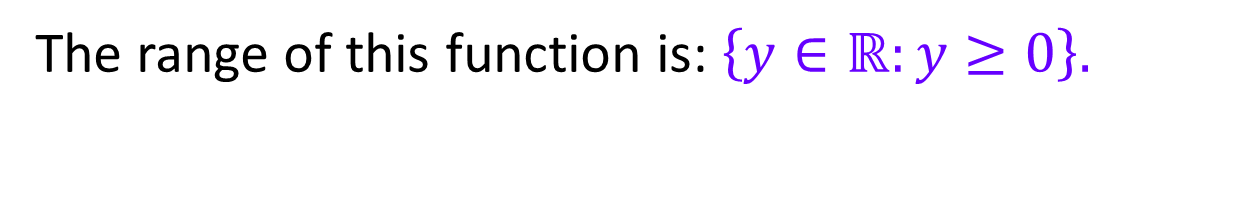 The range of this function is: {y ∈ ℝ: y ≥ 0}.